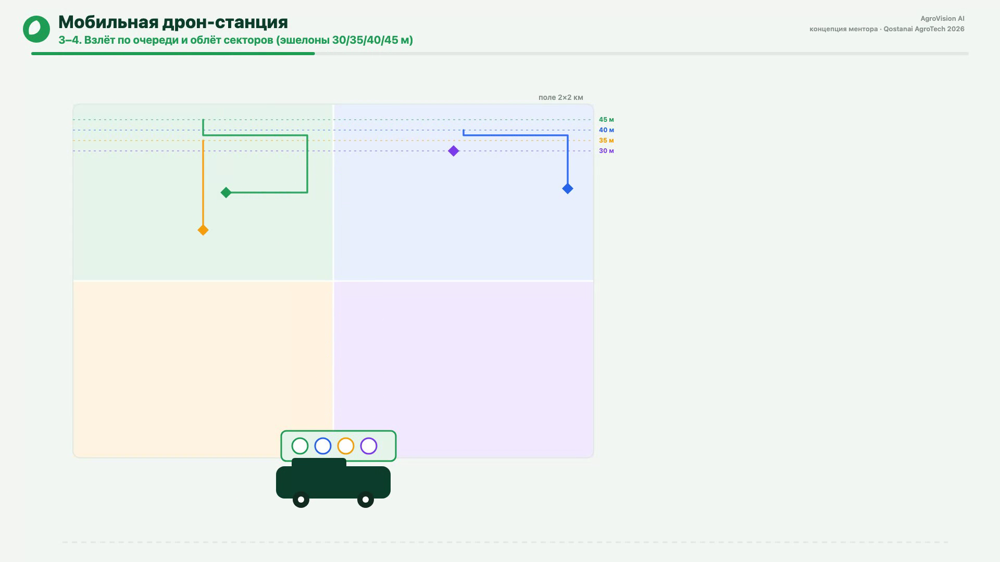 Мобильная дрон-станция
3–4. Взлёт по очереди и облёт секторов (эшелоны 30/35/40/45 м)
AgroVision AI
концепция ментора · Qostanai AgroTech 2026
поле 2×2 км
45 м
40 м
35 м
30 м